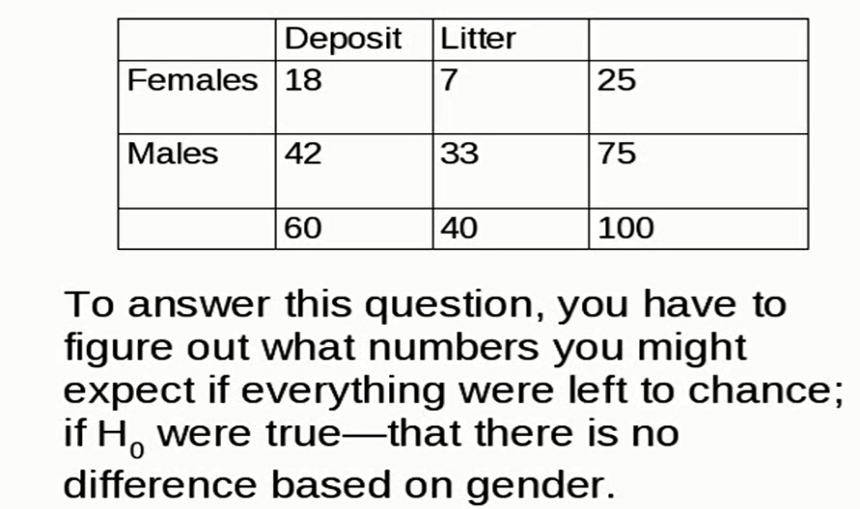 Deposit Litter
Females 18 7 25
Males 42 33 75
60 40 100
To answer this question, you have to
figure out what numbers you might
expect if everything were left to chance;
if H₀ were true—that there is no
difference based on gender.